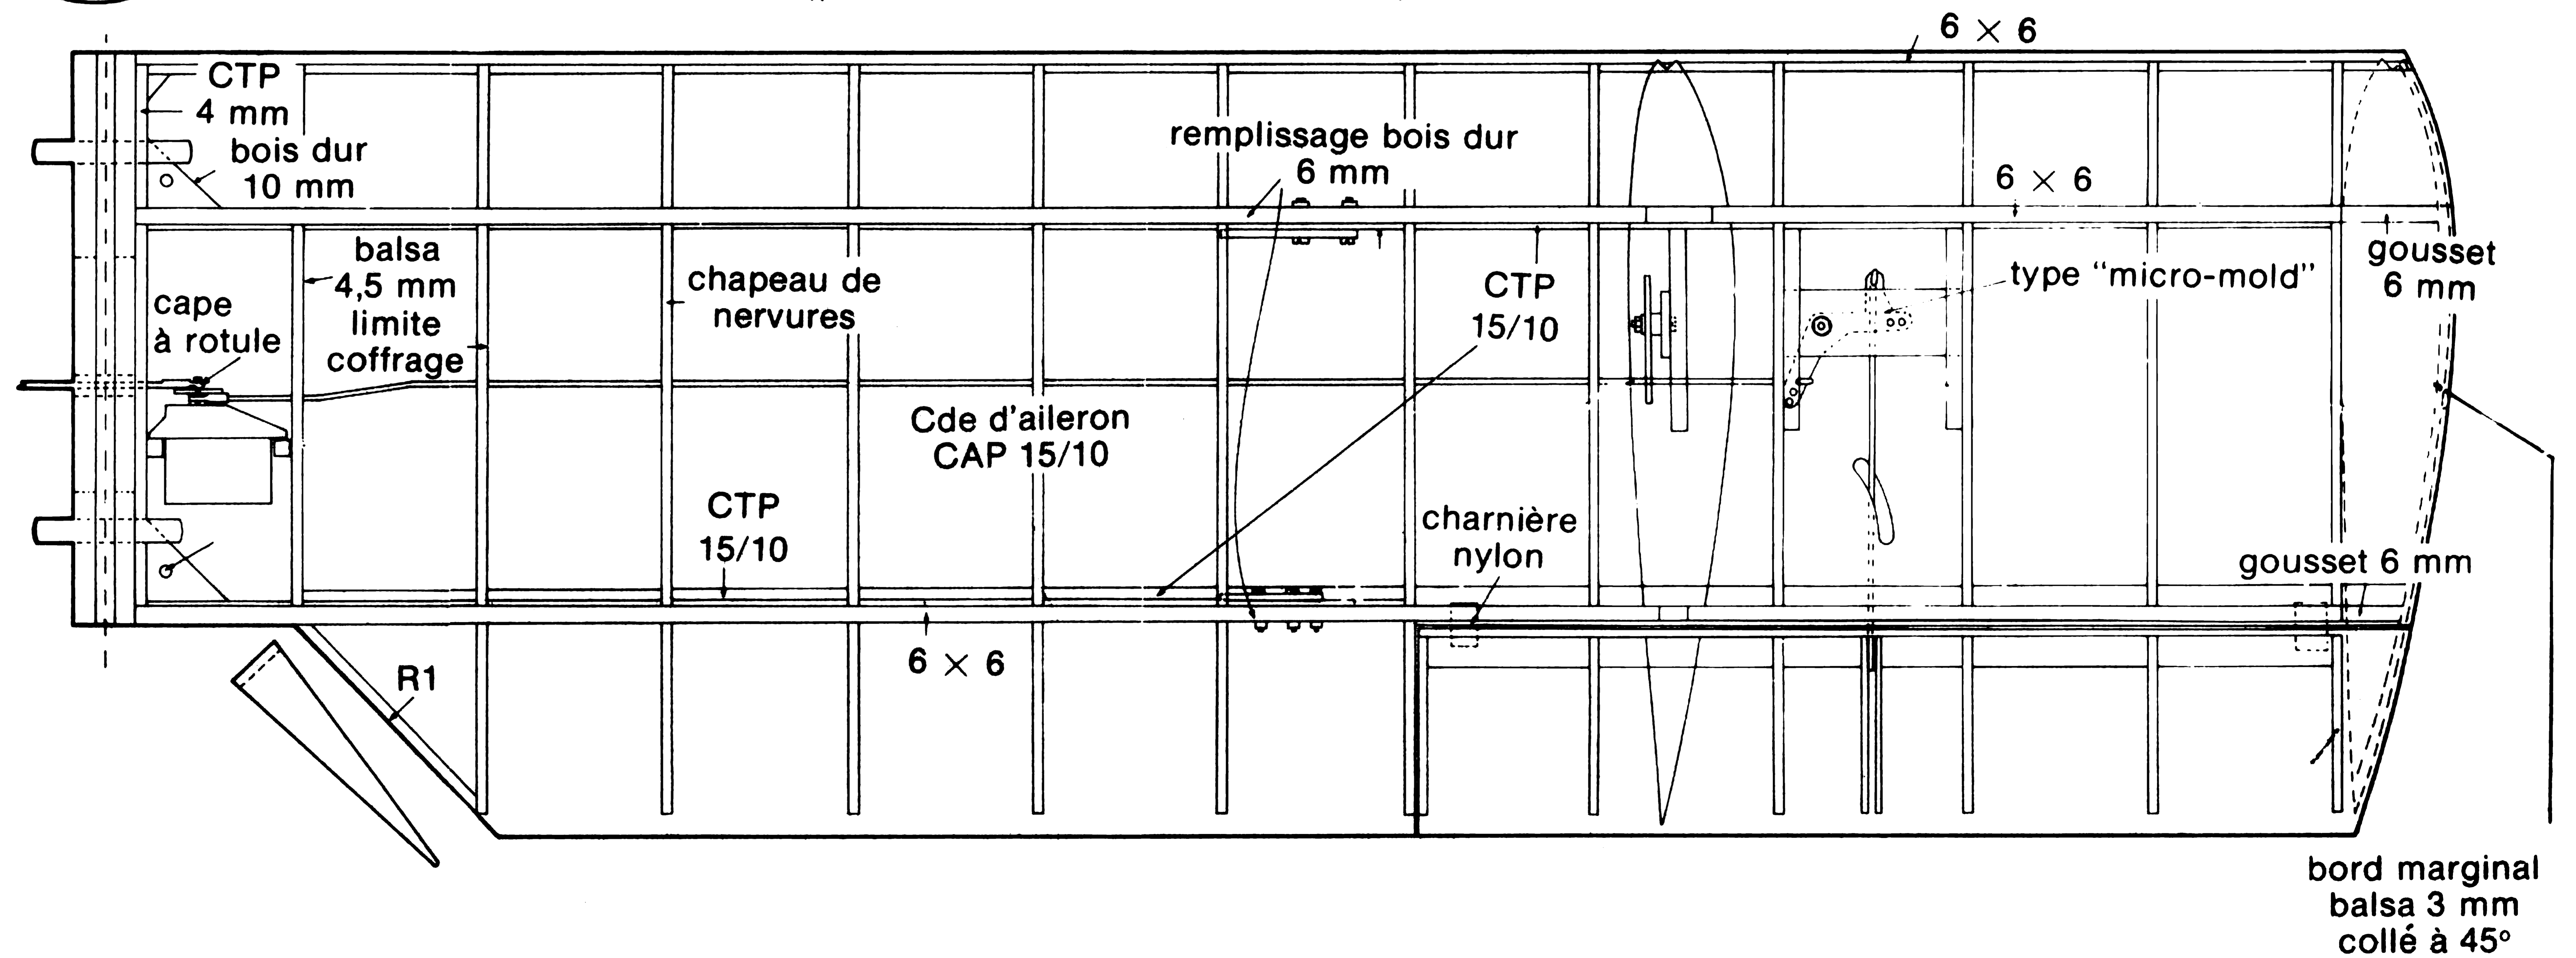 6 × 6
CTP
4 mm
bois dur
10 mm
remplissage bois dur
6 mm
6 × 6
balsa
4,5 mm
limite
coffrage
cape
à rotule
chapeau de
nervures
CTP
15/10
type “micro-mold”
gousset
6 mm
Cde d’aileron
CAP 15/10
CTP
15/10
charnière
nylon
gousset 6 mm
6 × 6
R1
bord marginal
balsa 3 mm
collé à 45°